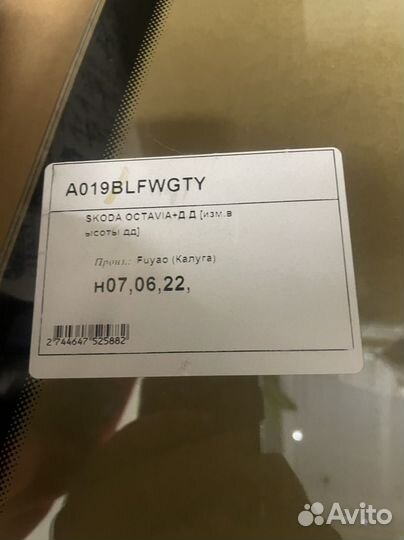 A019BLFWGTY
SKODA OCTAVIA+Д Д [изм.в
ысоты дд]
Произ.: Fuyao (Калуга)
н07,06,22,
2 744647 525882
Avito